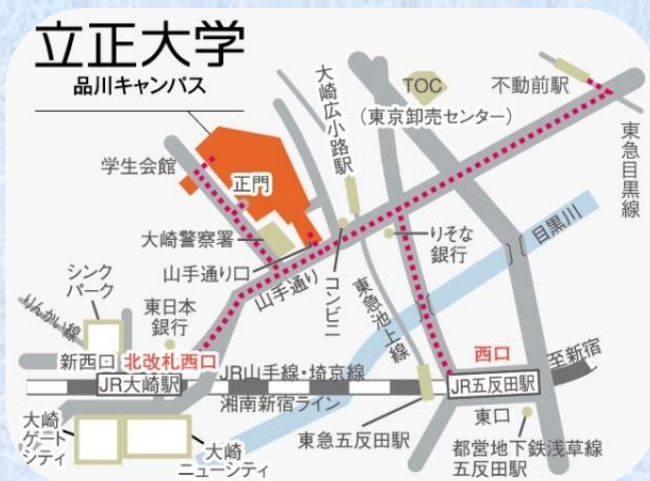 立正大学
品川キャンパス
学生会館
正門
大崎警察署
山手通り口
山手通り
コンビニ
大崎広小路駅
TOC
(東京卸売センター)
不動前駅
東急目黒線
目黒川
りそな
銀行
東急池上線
シンク
パーク
りんかい線
東日本
銀行
新西口
北改札西口
JR大崎駅
JR山手線・埼京線
湘南新宿ライン
西口
至新宿
JR五反田駅
東口
東急五反田駅
都営地下鉄浅草線
五反田駅
大崎
ゲート
シティ
大崎
ニューシティ